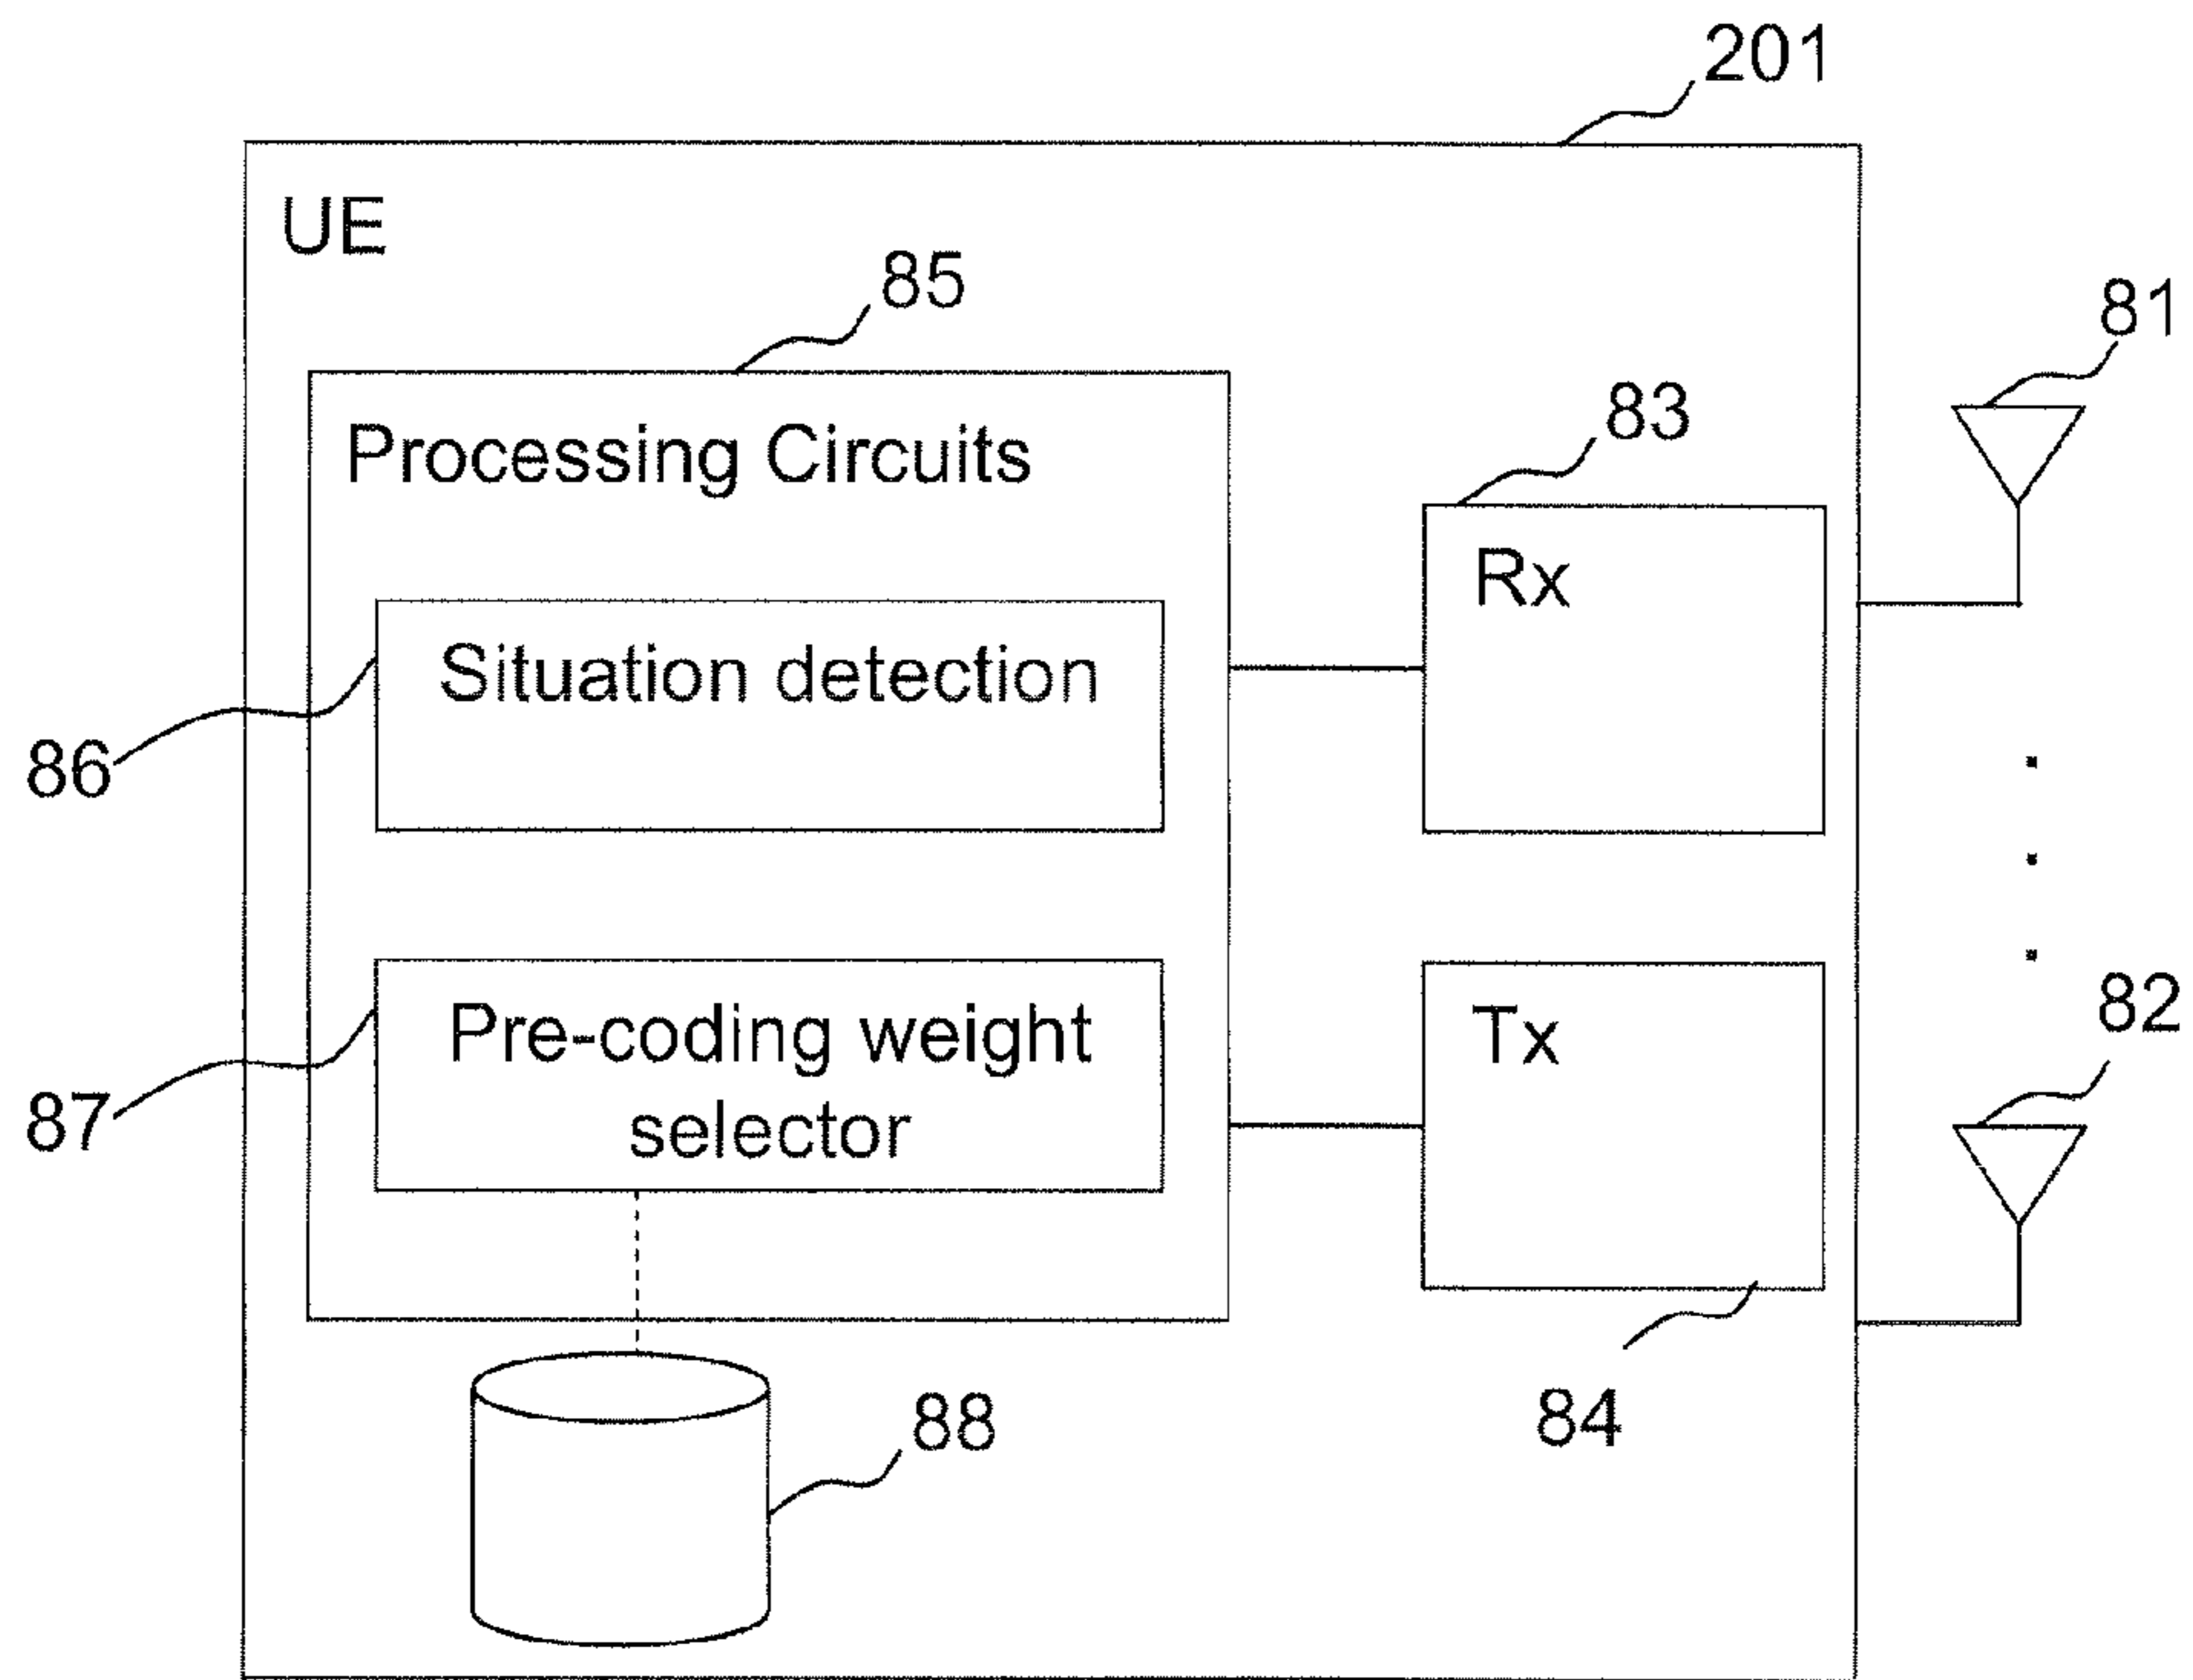 201
UE
85
81
Processing Circuits
83
Rx
Situation detection
86
Pre-coding weight
selector
Tx
82
87
88
84